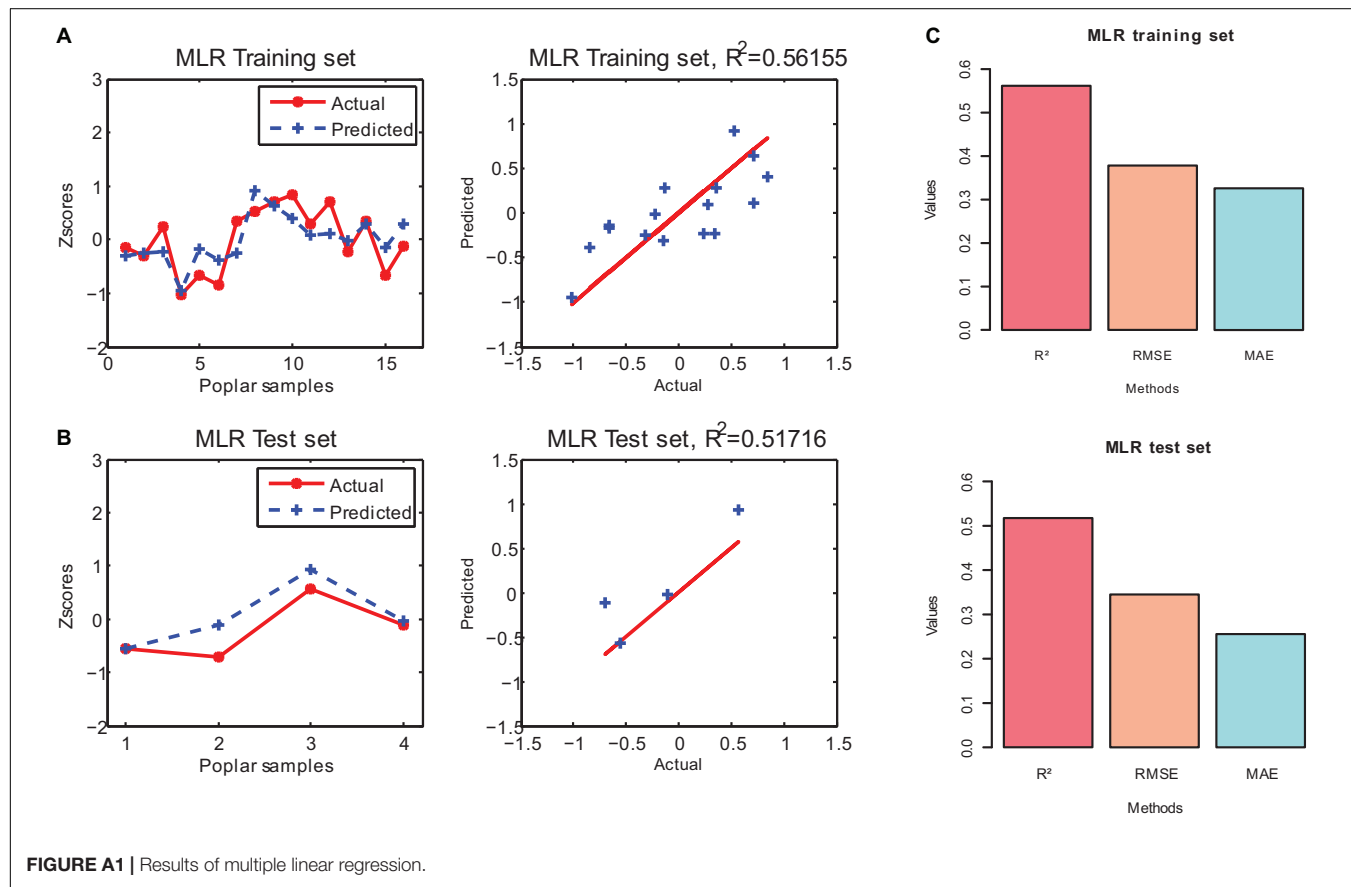 A
MLR Training set
3
2
1
0
−1
−2
0
5
10
15
Zscores
Poplar samples
Actual
Predicted
MLR Training set, R²=0.56155
1.5
1
0.5
0
−0.5
−1
−1.5
−1.5
−1
−0.5
0
0.5
1
1.5
Predicted
Actual
C
MLR training set
0.6
0.5
0.4
0.3
0.2
0.1
0.0
Values
R²
RMSE
MAE
Methods
B
MLR Test set
3
2
1
0
−1
−2
1
2
3
4
Zscores
Poplar samples
Actual
Predicted
MLR Test set, R²=0.51716
1.5
1
0.5
0
−0.5
−1
−1.5
−1.5
−1
−0.5
0
0.5
1
1.5
Predicted
Actual
MLR test set
0.6
0.5
0.4
0.3
0.2
0.1
0.0
Values
R²
RMSE
MAE
Methods
FIGURE A1 | Results of multiple linear regression.